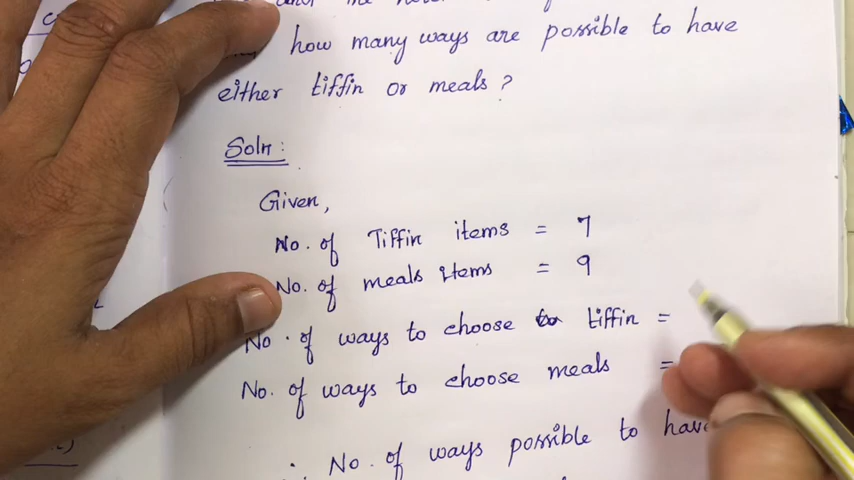 how many ways are possible to have
either tiffin or meals?
Soln:
Given,
No. of Tiffin items = 7
No. of meals items = 9
No. of ways to choose tiffin =
No. of ways to choose meals =
∴ No. of ways possible to have